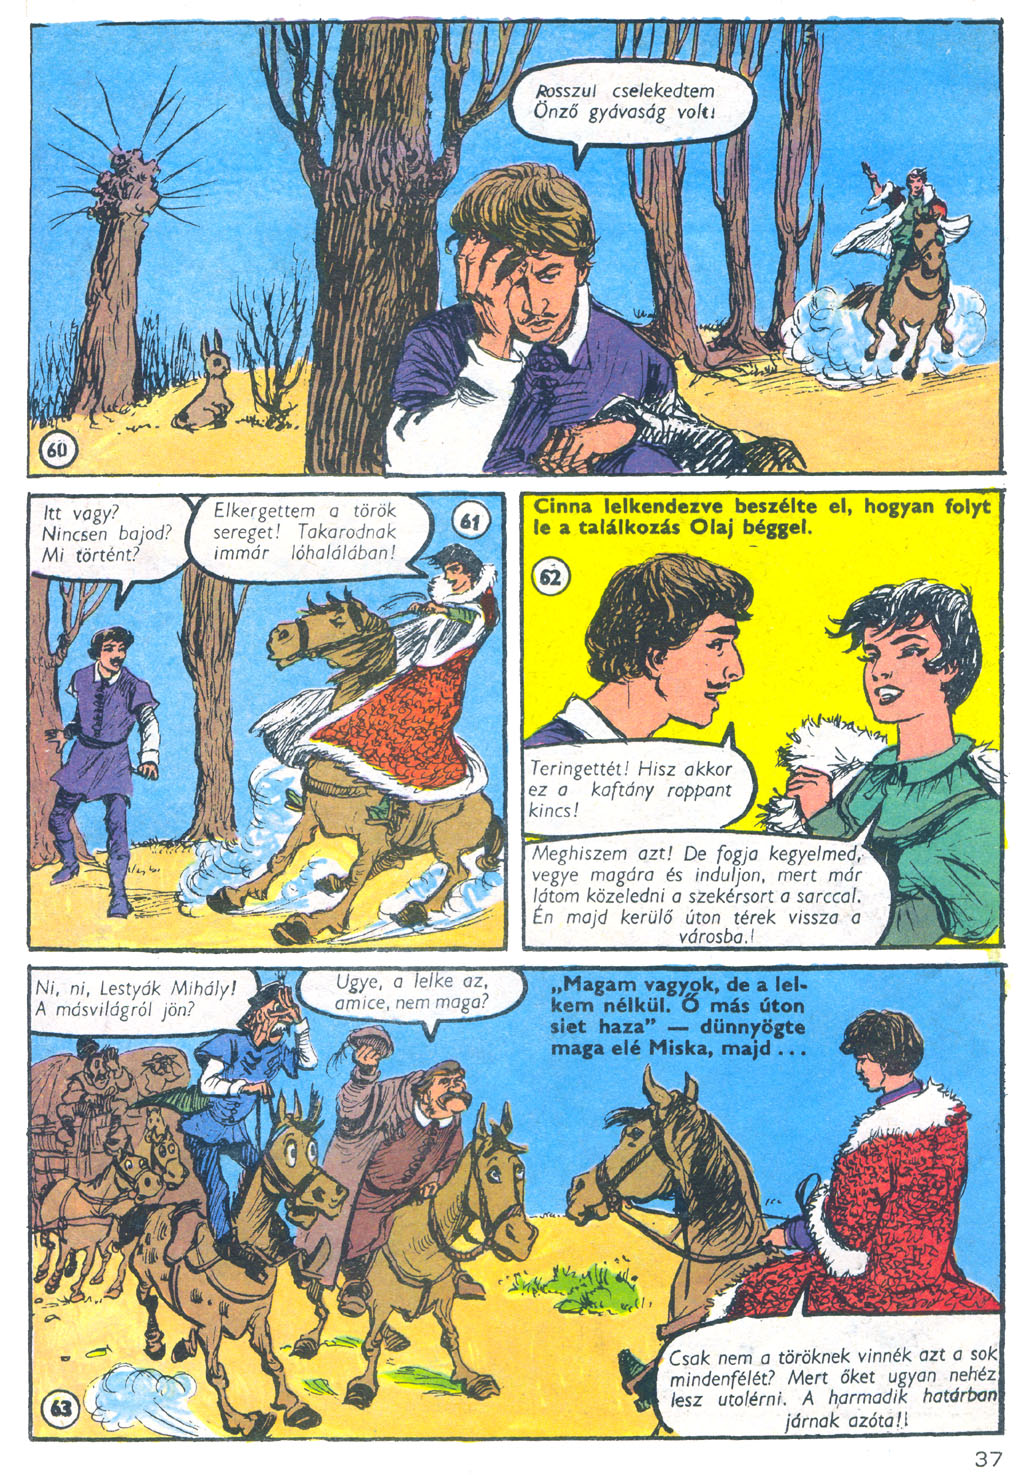 Rosszul cselekedtem
Önző gyávaság volt!
60
Itt vagy?
Nincsen bajod?
Mi történt?
Elkergettem a török
sereget! Takarodnak
immár lóhalálában!
61
Cinna lelkendezve beszélte el, hogyan folyt
le a találkozás Olaj béggel.
62
Teringettét! Hisz akkor
ez a kaftány roppant
kincs!
Meghiszem azt! De fogja kegyelmed,
vegye magára és induljon, mert már
látom közeledni a szekérsort a sarccal.
Én majd kerülő úton térek vissza a
városba.!
Ni, ni, Lestyák Mihály!
A másvilágról jön?
Ugye, a lelke az,
amice, nem maga?
„Magam vagyok, de a lel-
kem nélkül. Ő más úton
siet haza” — dünnyögte
maga elé Miska, majd ...
Csak nem a töröknek vinnék azt a sok
mindenfélét? Mert őket ugyan nehéz
lesz utolérni. A harmadik határban
járnak azóta!!
63
37